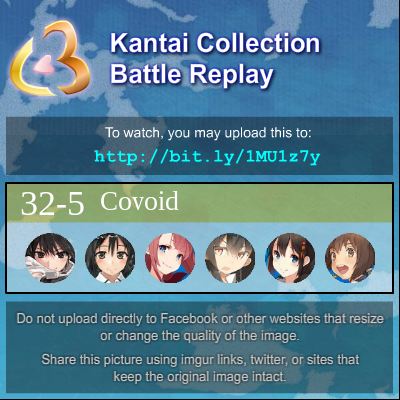 Kantai Collection
Battle Replay
To watch, you may upload this to:
http://bit.ly/1MU1z7y
32-5 Covoid
Do not upload directly to Facebook or other websites that resize
or change the quality of the image.
Share this picture using imgur links, twitter, or sites that
keep the original image intact.